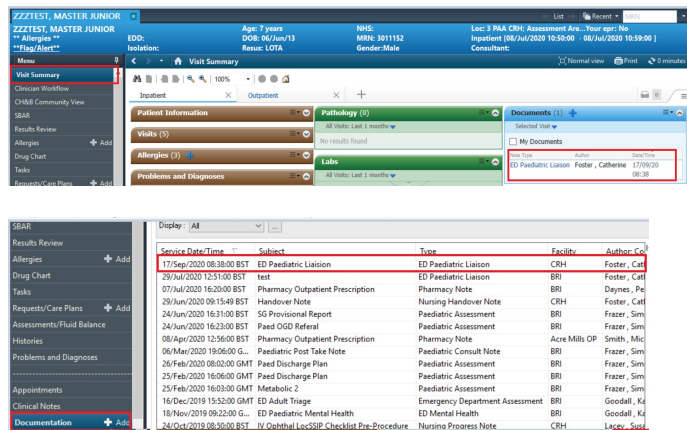 ZZZTEST, MASTER JUNIOR
List Recent MRN
ZZZTEST, MASTER JUNIOR Age: 7 years NHS: Loc: 3 PAA CRH: Assessment Are...Your epr: No
** Allergies ** EDD: DOB: 06/Jun/13 MRN: 3011152 Inpatient [08/Jul/2020 10:50:00 - 08/Jul/2020 10:59:00 ]
**Flag/Alert** Isolation: Resus: LOTA Gender:Male Consultant:
Menu Visit Summary Normal view Print 2 minutes
Visit Summary 100%
Clinician Workflow Inpatient Outpatient
CH&B Community View
SBAR
Results Review
Allergies Add
Drug Chart
Tasks
Requests/Care Plans Add
Patient Information
Visits (5)
Allergies (3)
Problems and Diagnoses
Pathology (0)
All Visits: Last 1 months
No results found
Labs
All Visits: Last 1 months
Documents (1)
Selected Visit
My Documents
Note Type Author Date/Time
ED Paediatric Liaison Foster , Catherine 17/09/20
08:38
SBAR
Results Review
Allergies Add
Drug Chart
Tasks
Requests/Care Plans Add
Assessments/Fluid Balance
Histories
Problems and Diagnoses
Appointments
Clinical Notes
Documentation Add
Display : All ...
Service Date/Time Subject Type Facility Author: Co
17/Sep/2020 08:38:00 BST ED Paediatric Liaision ED Paediatric Liaison CRH Foster , Catl
29/Jul/2020 12:51:00 BST test ED Paediatric Liaison BRI Foster , Catl
07/Jul/2020 16:20:00 BST Pharmacy Outpatient Prescription Pharmacy Note BRI Daynes , Pe
29/Jun/2020 09:15:49 BST Handover Note Nursing Handover Note CRH Foster , Catl
24/Jun/2020 16:31:00 BST SG Provisional Report Paediatric Assessment BRI Frazer , Sim
24/Jun/2020 16:23:00 BST Paed OGD Referal Paediatric Assessment BRI Frazer , Sim
08/Apr/2020 12:56:00 BST Pharmacy Outpatient Prescription Pharmacy Note Acre Mills OP Smith , Mic
06/Mar/2020 19:06:00 G... Paediatric Post Take Note Paediatric Consult Note BRI Frazer , Sim
26/Feb/2020 08:02:00 GMT Paed Discharge Plan Paediatric Assessment BRI Frazer , Sim
25/Feb/2020 16:06:00 GMT Paed Discharge Plan Paediatric Assessment BRI Frazer , Sim
25/Feb/2020 16:03:00 GMT Metabolic 2 Paediatric Assessment BRI Frazer , Sim
16/Dec/2019 15:52:00 GMT ED Adult Triage Emergency Department Assessment BRI Goodall , Ka
18/Nov/2019 09:22:00 G... ED Paediatric Mental Health ED Mental Health BRI Goodall , Ka
24/Oct/2019 08:50:00 BST IV Ophthal LocSSIP Checklist Pre-Procedure Nursing Progress Note CRH Lacey , Susa